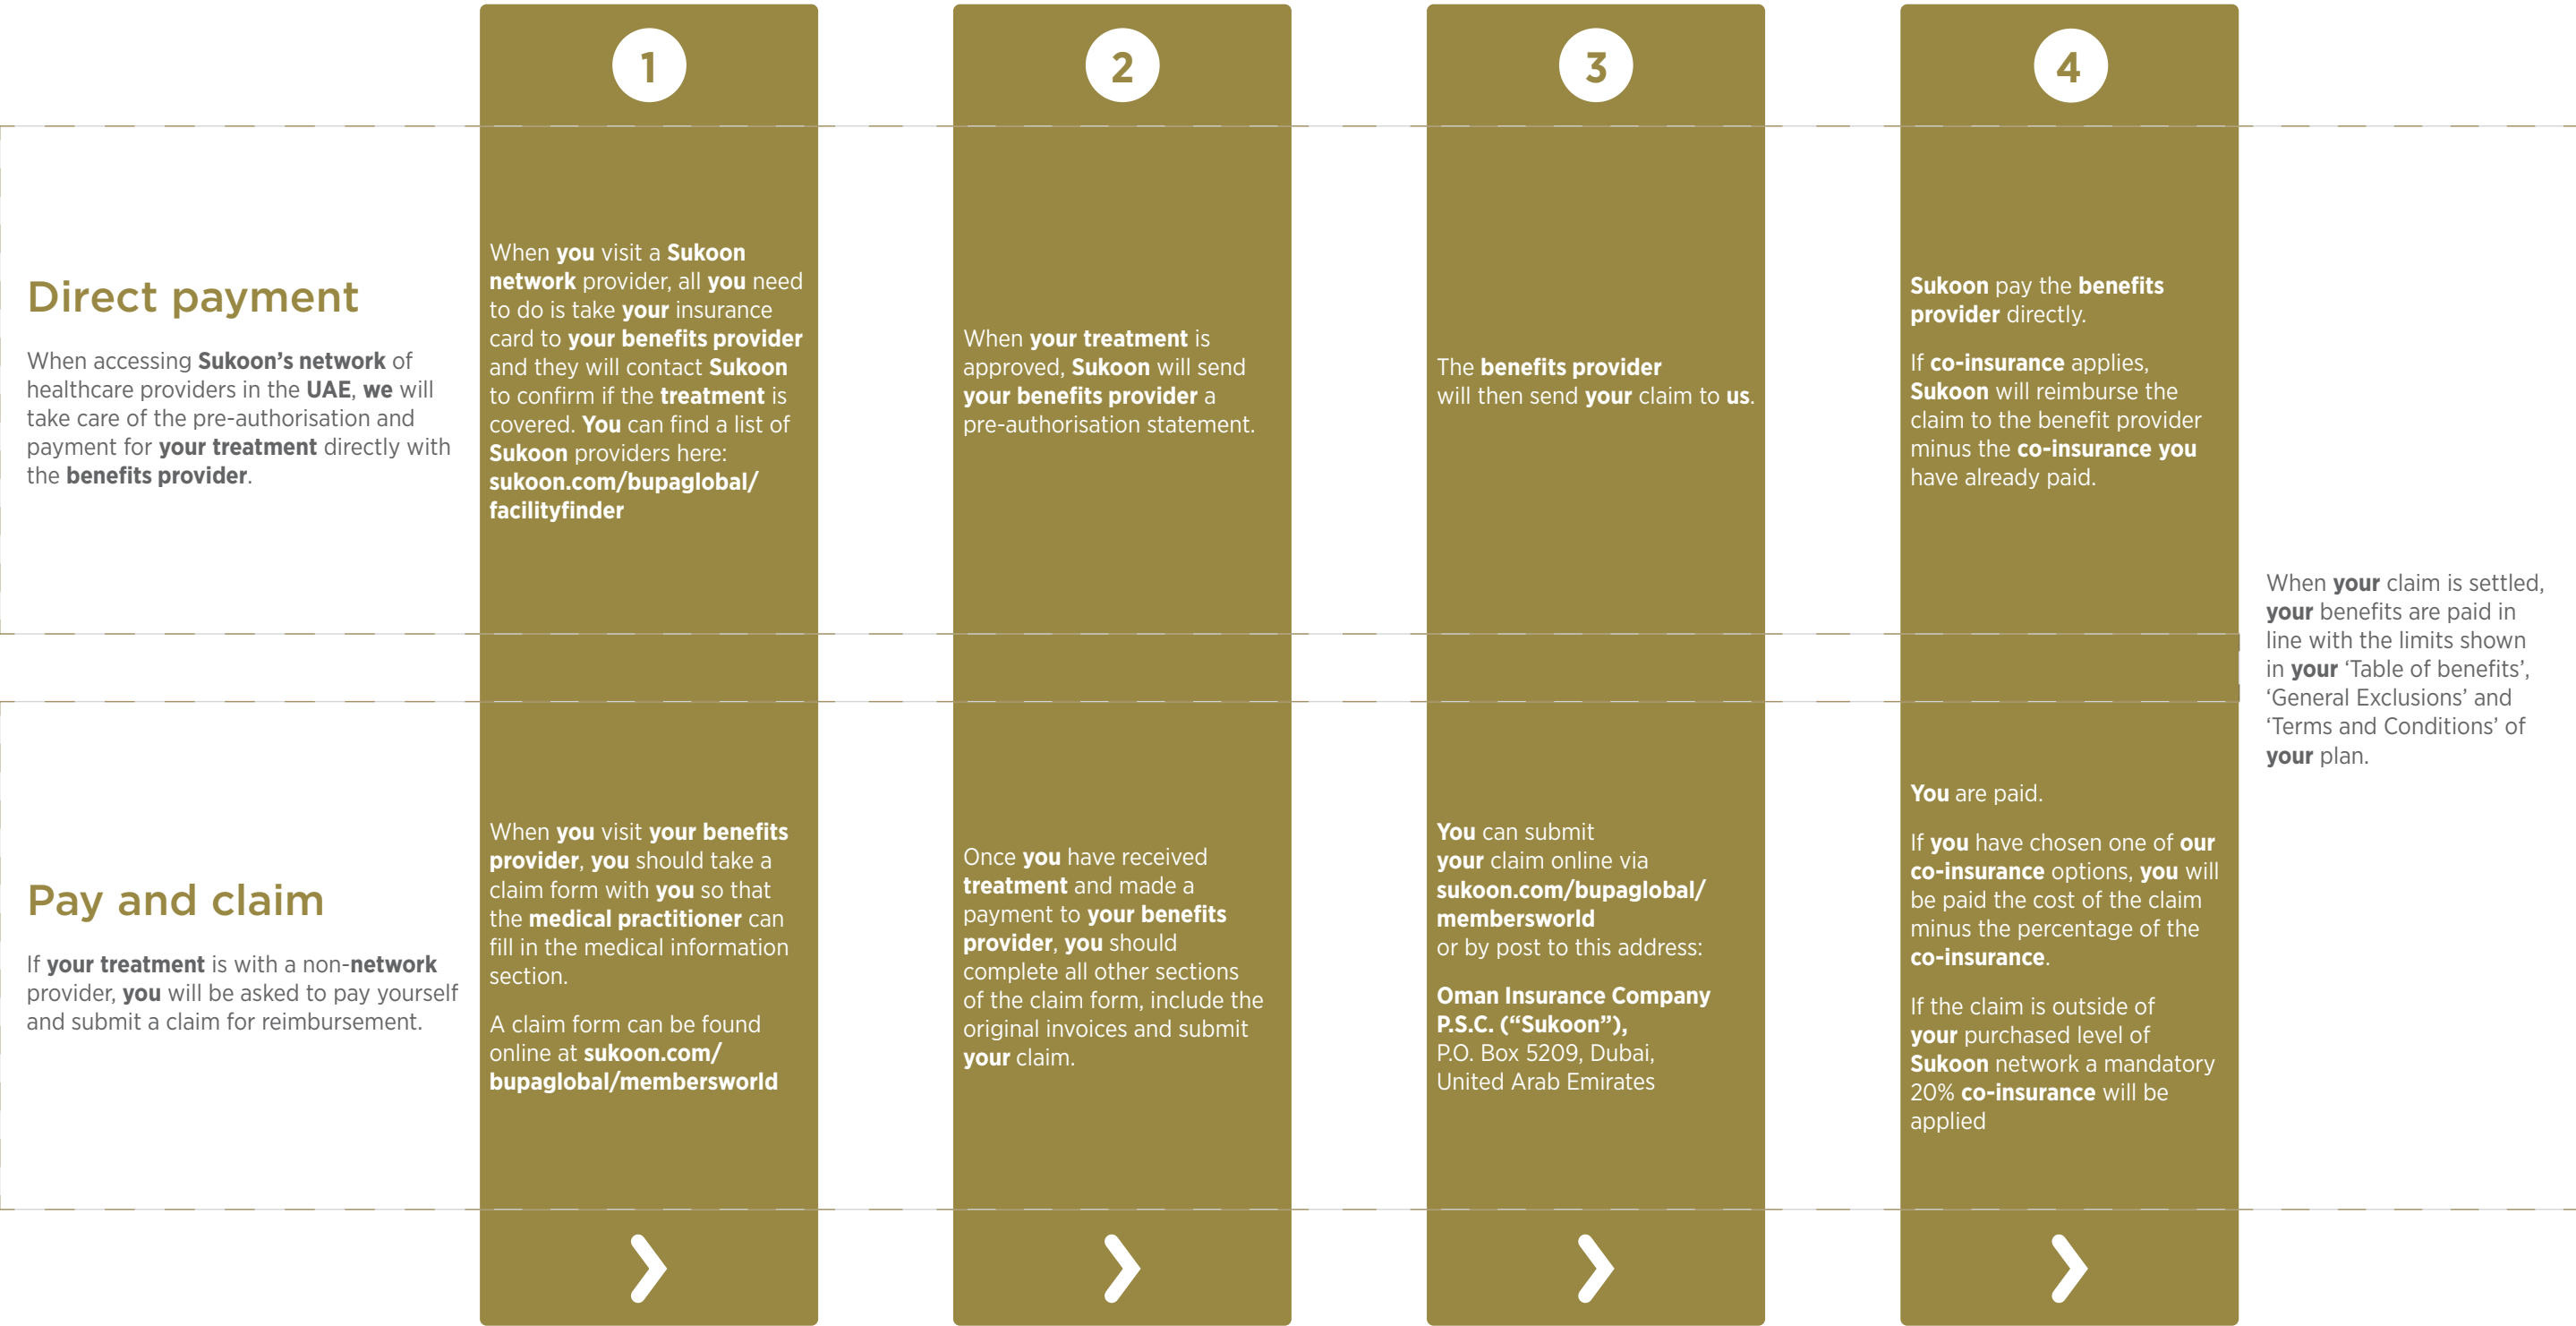 1
2
3
4
Direct payment
When accessing Sukoon’s network of
healthcare providers in the UAE, we will
take care of the pre-authorisation and
payment for your treatment directly with
the benefits provider.
When you visit a Sukoon
network provider, all you need
to do is take your insurance
card to your benefits provider
and they will contact Sukoon
to confirm if the treatment is
covered. You can find a list of
Sukoon providers here:
sukoon.com/bupaglobal/
facilityfinder
When your treatment is
approved, Sukoon will send
your benefits provider a
pre-authorisation statement.
The benefits provider
will then send your claim to us.
Sukoon pay the benefits
provider directly.
If co-insurance applies,
Sukoon will reimburse the
claim to the benefit provider
minus the co-insurance you
have already paid.
Pay and claim
If your treatment is with a non-network
provider, you will be asked to pay yourself
and submit a claim for reimbursement.
When you visit your benefits
provider, you should take a
claim form with you so that
the medical practitioner can
fill in the medical information
section.
A claim form can be found
online at sukoon.com/
bupaglobal/membersworld
Once you have received
treatment and made a
payment to your benefits
provider, you should
complete all other sections
of the claim form, include the
original invoices and submit
your claim.
You can submit
your claim online via
sukoon.com/bupaglobal/
membersworld
or by post to this address:
Oman Insurance Company
P.S.C. (“Sukoon”),
P.O. Box 5209, Dubai,
United Arab Emirates
You are paid.
If you have chosen one of our
co-insurance options, you will
be paid the cost of the claim
minus the percentage of the
co-insurance.
If the claim is outside of
your purchased level of
Sukoon network a mandatory
20% co-insurance will be
applied
When your claim is settled,
your benefits are paid in
line with the limits shown
in your ‘Table of benefits’,
‘General Exclusions’ and
‘Terms and Conditions’ of
your plan.